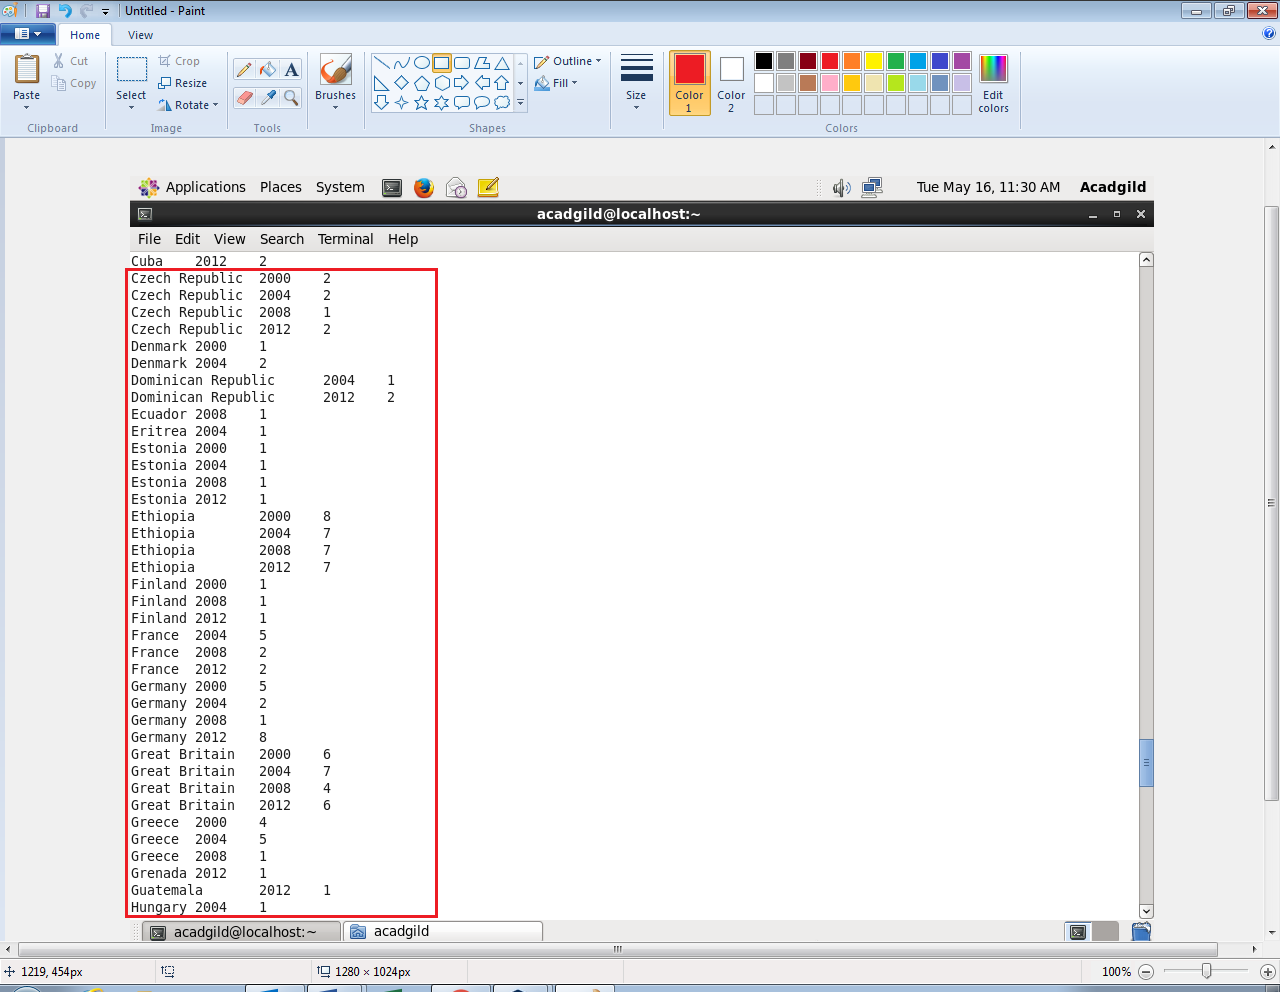 Untitled - Paint
Home View
Paste
Cut
Copy
Clipboard
Select
Crop
Resize
Rotate
Image
Tools
Brushes
Outline
Fill
Shapes
Size
Color 1
Color 2
Edit colors
Colors
Applications Places System Tue May 16, 11:30 AM Acadgild
acadgild@localhost:~
File Edit View Search Terminal Help
Cuba 2012 2
Czech Republic 2000 2
Czech Republic 2004 2
Czech Republic 2008 1
Czech Republic 2012 2
Denmark 2000 1
Denmark 2004 2
Dominican Republic 2004 1
Dominican Republic 2012 2
Ecuador 2008 1
Eritrea 2004 1
Estonia 2000 1
Estonia 2004 1
Estonia 2008 1
Estonia 2012 1
Ethiopia 2000 8
Ethiopia 2004 7
Ethiopia 2008 7
Ethiopia 2012 7
Finland 2000 1
Finland 2008 1
Finland 2012 1
France 2004 5
France 2008 2
France 2012 2
Germany 2000 5
Germany 2004 2
Germany 2008 1
Germany 2012 8
Great Britain 2000 6
Great Britain 2004 7
Great Britain 2008 4
Great Britain 2012 6
Greece 2000 4
Greece 2004 5
Greece 2008 1
Grenada 2012 1
Guatemala 2012 1
Hungary 2004 1
acadgild@localhost:~ acadgild
1219, 454px 1280 × 1024px 100%